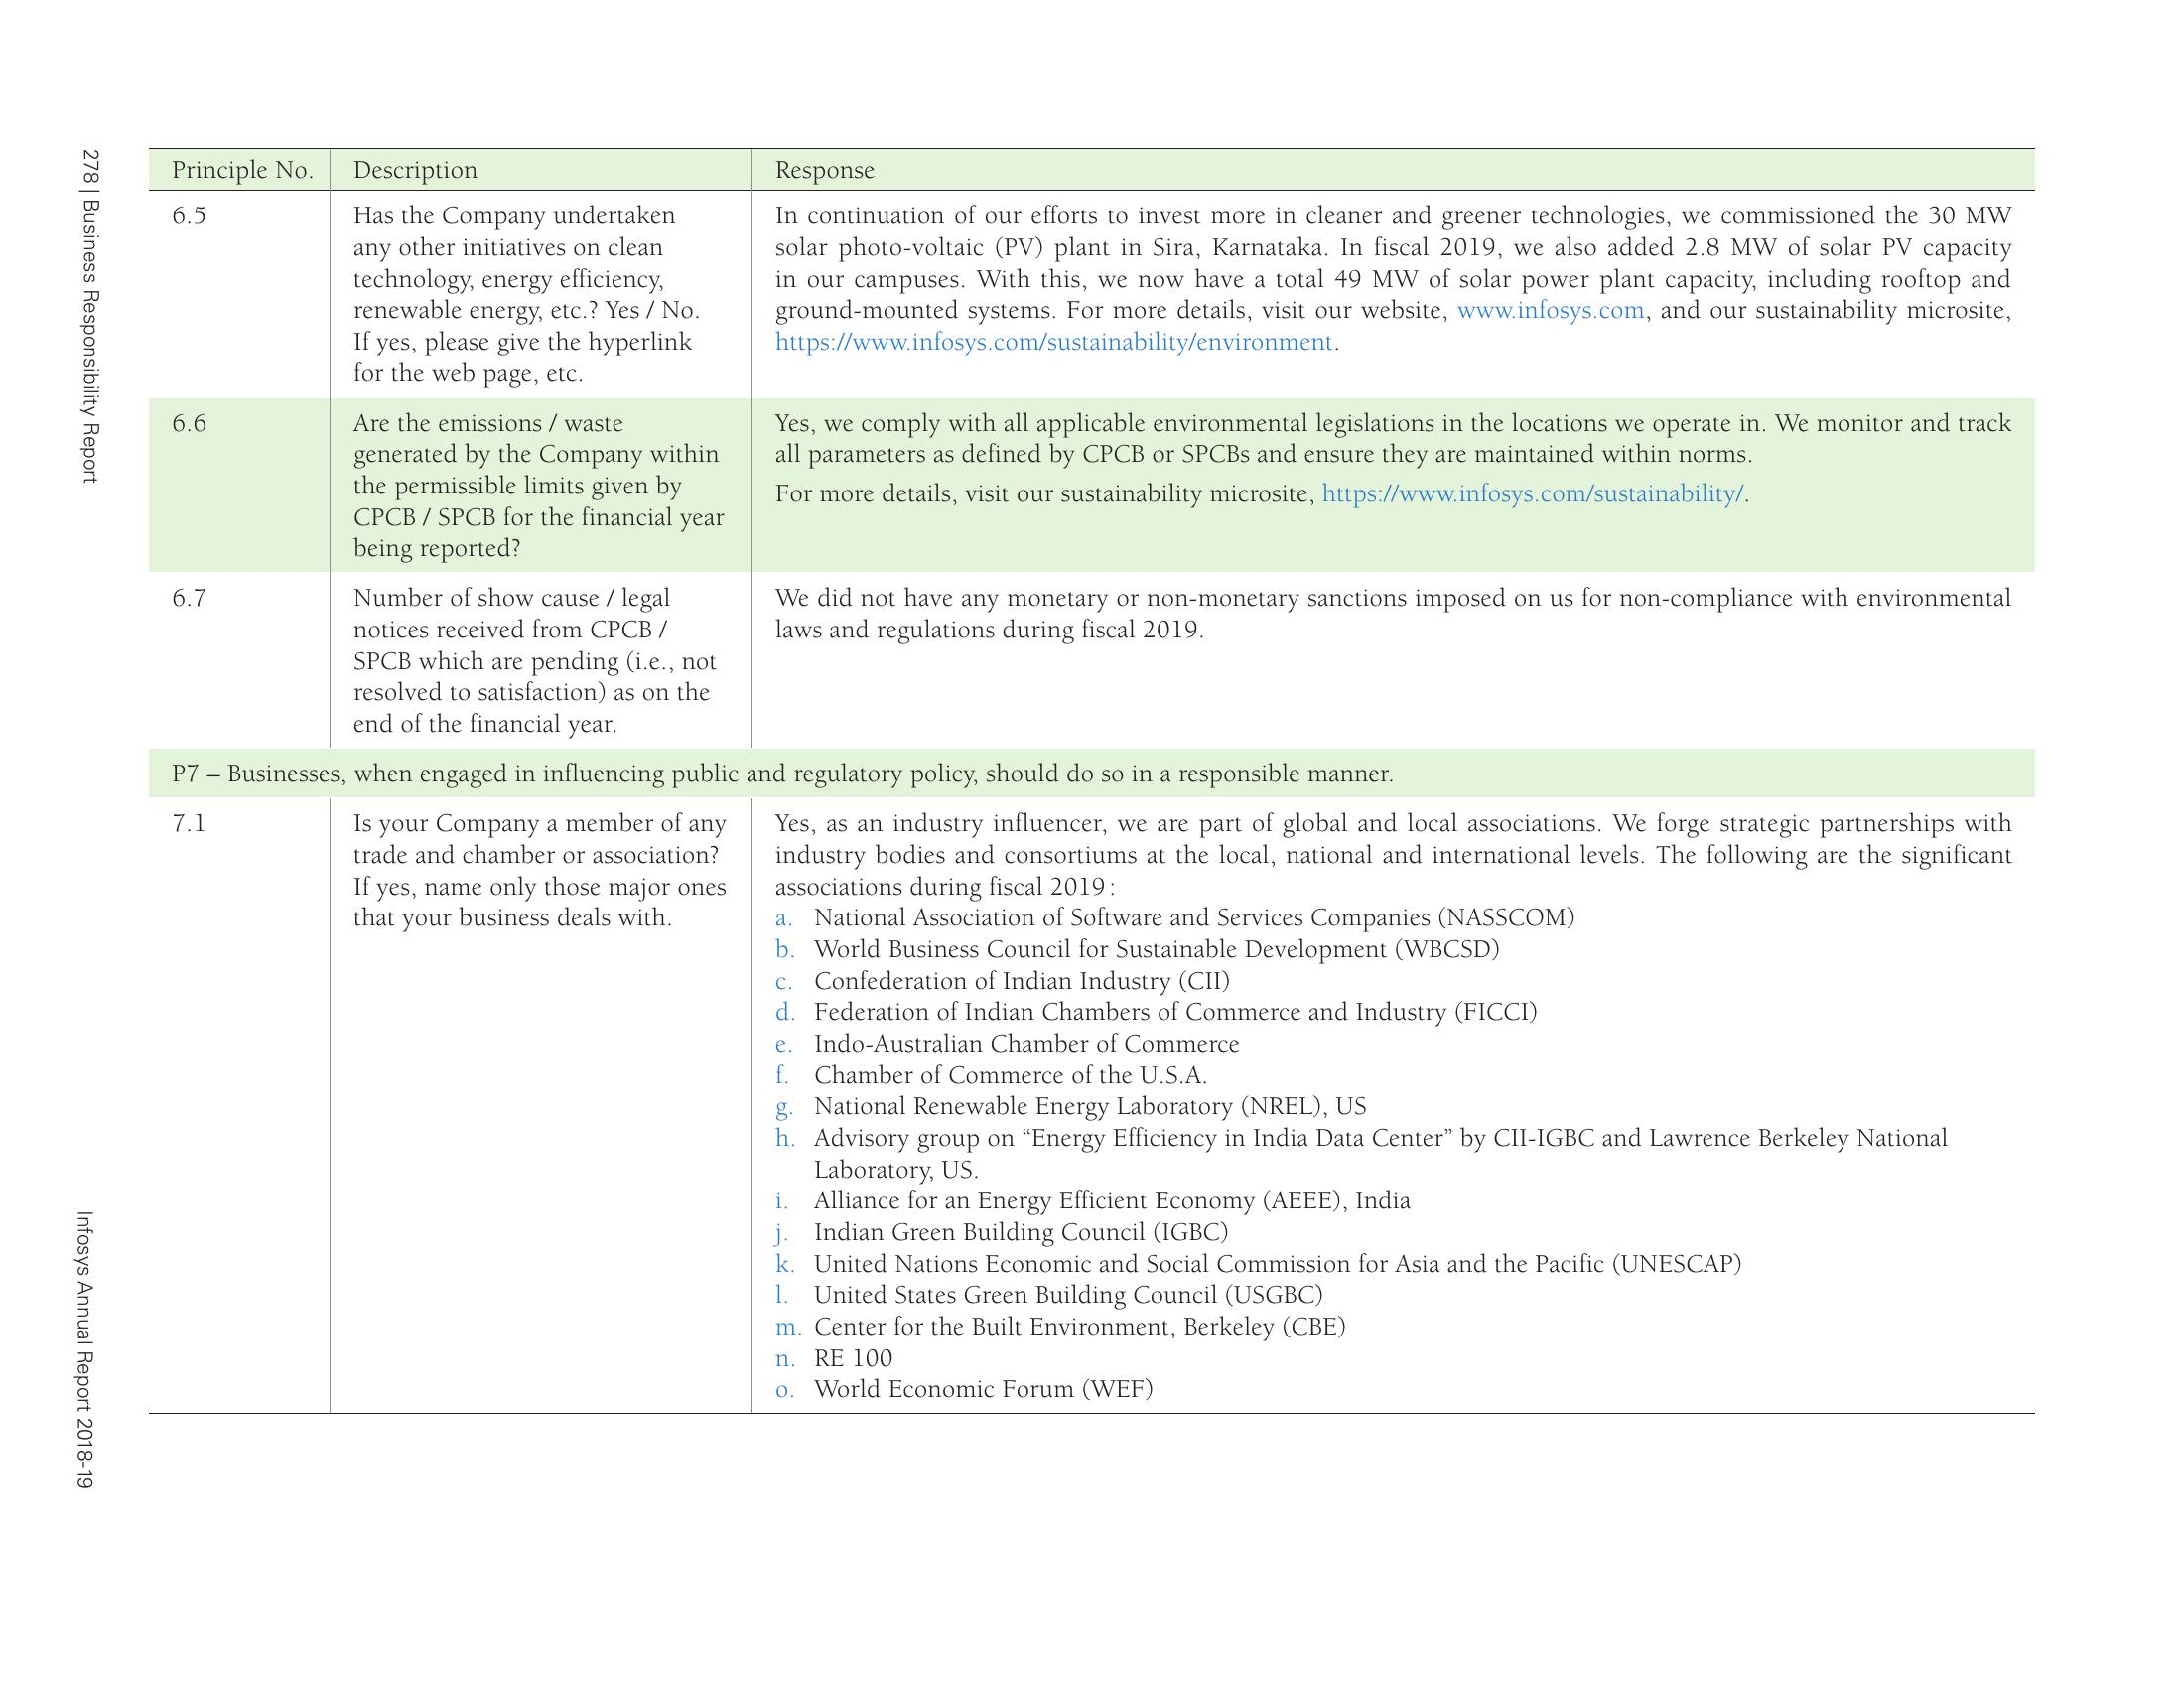 278 | Business Responsibility Report
Infosys Annual Report 2018-19
Principle No. Description Response
6.5
Has the Company undertaken
any other initiatives on clean
technology, energy efficiency,
renewable energy, etc.? Yes / No.
If yes, please give the hyperlink
for the web page, etc.
In continuation of our efforts to invest more in cleaner and greener technologies, we commissioned the 30 MW
solar photo-voltaic (PV) plant in Sira, Karnataka. In fiscal 2019, we also added 2.8 MW of solar PV capacity
in our campuses. With this, we now have a total 49 MW of solar power plant capacity, including rooftop and
ground-mounted systems. For more details, visit our website, www.infosys.com, and our sustainability microsite,
https://www.infosys.com/sustainability/environment.
6.6
Are the emissions / waste
generated by the Company within
the permissible limits given by
CPCB / SPCB for the financial year
being reported?
Yes, we comply with all applicable environmental legislations in the locations we operate in. We monitor and track
all parameters as defined by CPCB or SPCBs and ensure they are maintained within norms.
For more details, visit our sustainability microsite, https://www.infosys.com/sustainability/.
6.7
Number of show cause / legal
notices received from CPCB /
SPCB which are pending (i.e., not
resolved to satisfaction) as on the
end of the financial year.
We did not have any monetary or non-monetary sanctions imposed on us for non-compliance with environmental
laws and regulations during fiscal 2019.
P7 – Businesses, when engaged in influencing public and regulatory policy, should do so in a responsible manner.
7.1
Is your Company a member of any
trade and chamber or association?
If yes, name only those major ones
that your business deals with.
Yes, as an industry influencer, we are part of global and local associations. We forge strategic partnerships with
industry bodies and consortiums at the local, national and international levels. The following are the significant
associations during fiscal 2019:
a. National Association of Software and Services Companies (NASSCOM)
b. World Business Council for Sustainable Development (WBCSD)
c. Confederation of Indian Industry (CII)
d. Federation of Indian Chambers of Commerce and Industry (FICCI)
e. Indo-Australian Chamber of Commerce
f. Chamber of Commerce of the U.S.A.
g. National Renewable Energy Laboratory (NREL), US
h. Advisory group on “Energy Efficiency in India Data Center” by CII-IGBC and Lawrence Berkeley National
Laboratory, US.
i. Alliance for an Energy Efficient Economy (AEEE), India
j. Indian Green Building Council (IGBC)
k. United Nations Economic and Social Commission for Asia and the Pacific (UNESCAP)
l. United States Green Building Council (USGBC)
m. Center for the Built Environment, Berkeley (CBE)
n. RE 100
o. World Economic Forum (WEF)